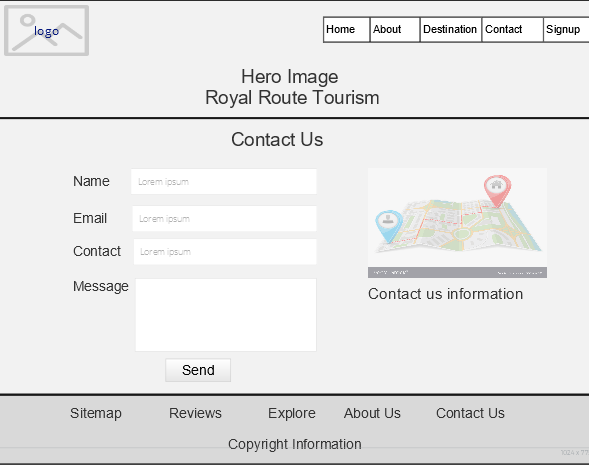 logo
Home About Destination Contact Signup
Hero Image
Royal Route Tourism
Contact Us
Name Lorem ipsum
Email Lorem ipsum
Contact Lorem ipsum
Message
Contact us information
Send
Sitemap Reviews Explore About Us Contact Us
Copyright Information